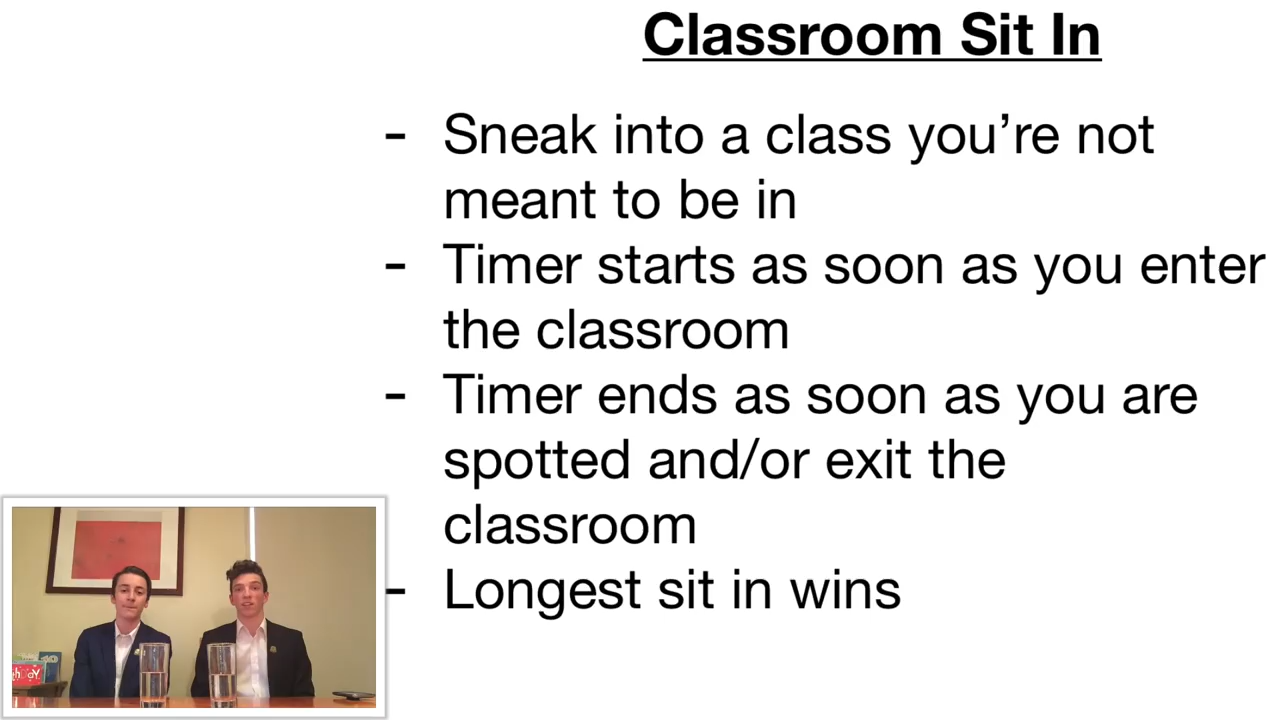 Classroom Sit In
- Sneak into a class you’re not
meant to be in
- Timer starts as soon as you enter
the classroom
- Timer ends as soon as you are
spotted and/or exit the
classroom
- Longest sit in wins